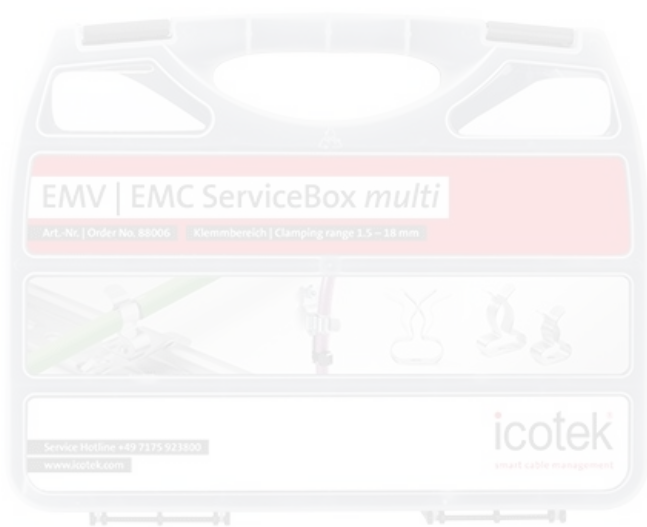 EMV | EMC ServiceBox multi
Art.-Nr. | Order No. 88006 Klemmbereich | Clamping range 1.5 – 18 mm
Service Hotline +49 7175 923800
www.icotek.com
icotek
smart cable management